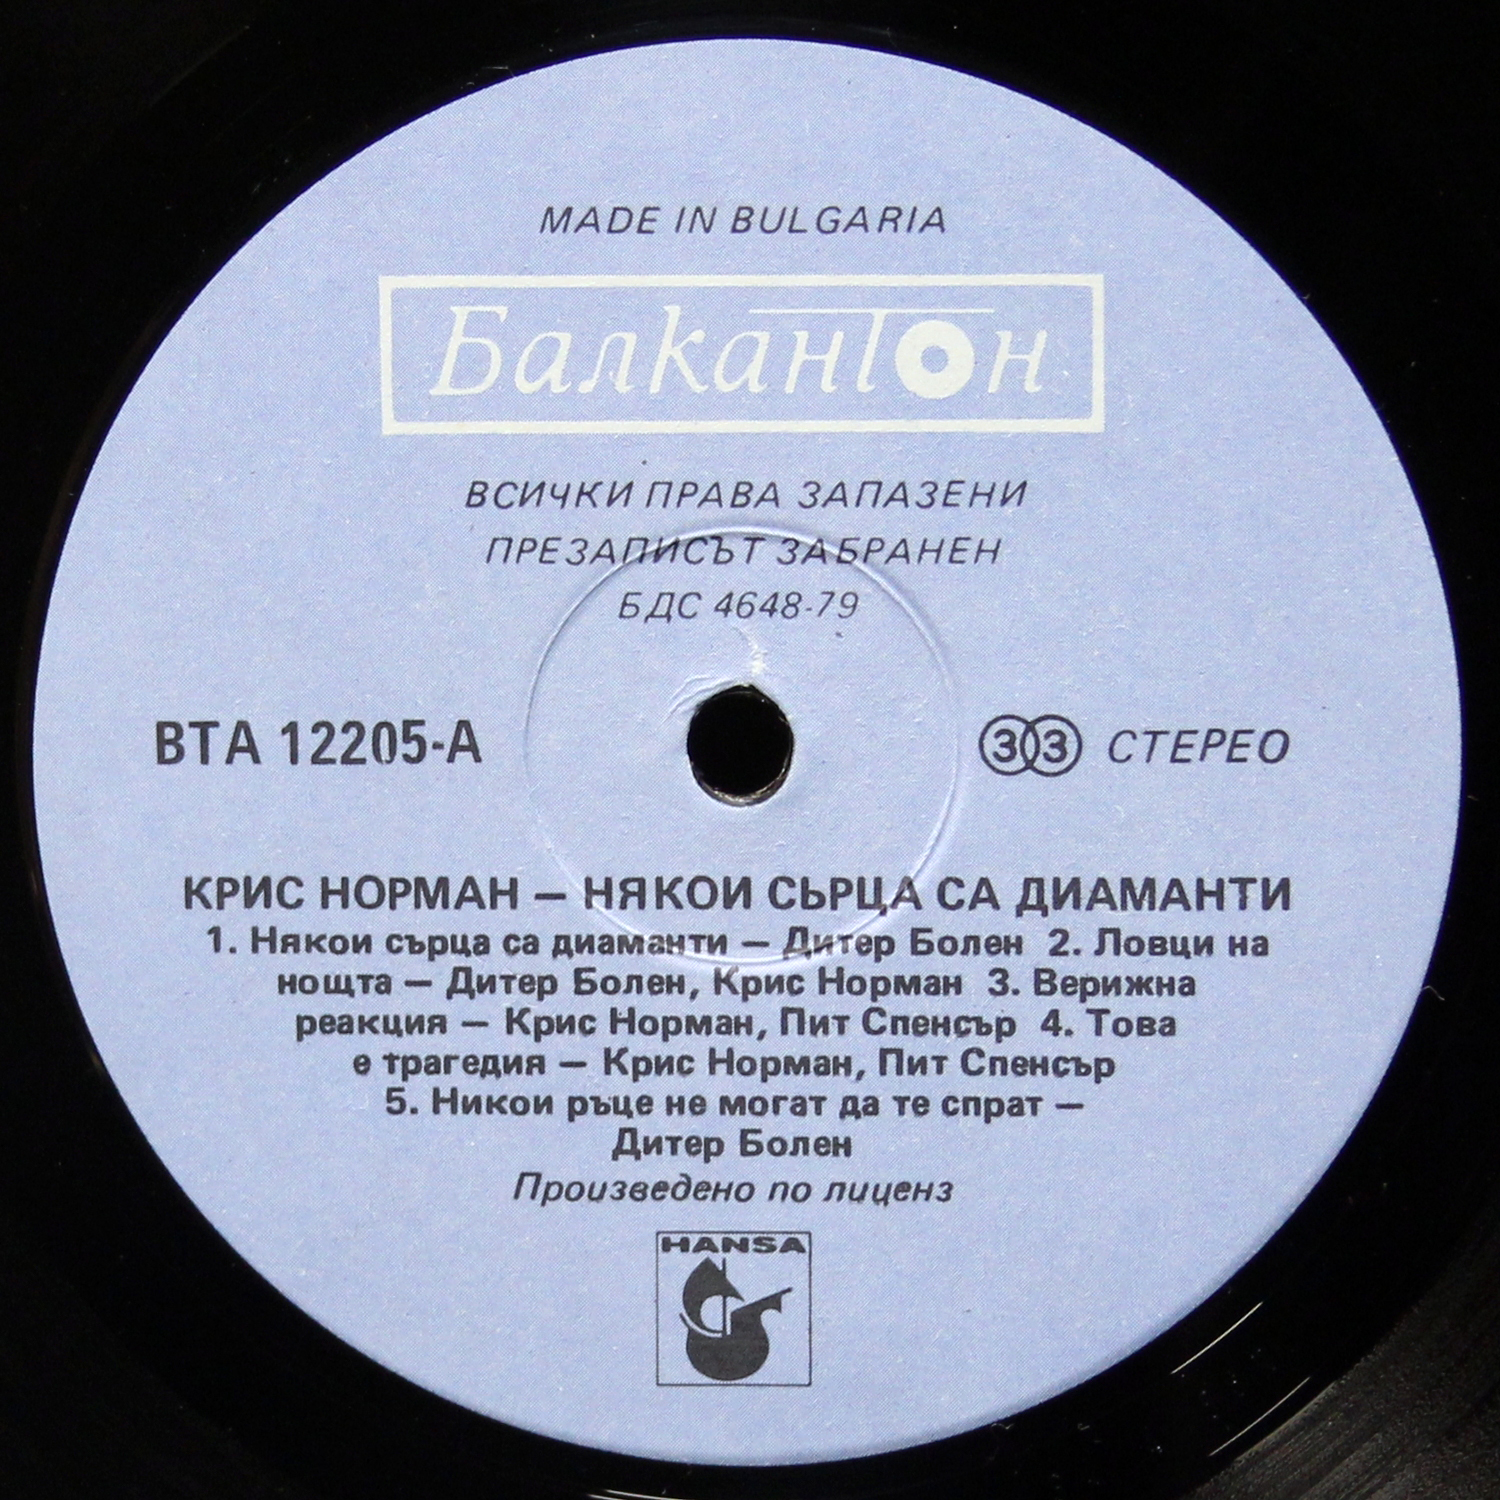 MADE IN BULGARIA
Балкантон
ВСИЧКИ ПРАВА ЗАПАЗЕНИ
ПРЕЗАПИСЪТ ЗАБРАНЕН
БДС 4648-79
ВТА 12205-А
33 СТЕРЕО
КРИС НОРМАН — НЯКОИ СЪРЦА СА ДИАМАНТИ
1. Някои сърца са диаманти — Дитер Болен 2. Ловци на
нощта — Дитер Болен, Крис Норман 3. Верижна
реакция — Крис Норман, Пит Спенсър 4. Това
е трагедия — Крис Норман, Пит Спенсър
5. Никои ръце не могат да те спрат —
Дитер Болен
Произведено по лиценз
HANSA